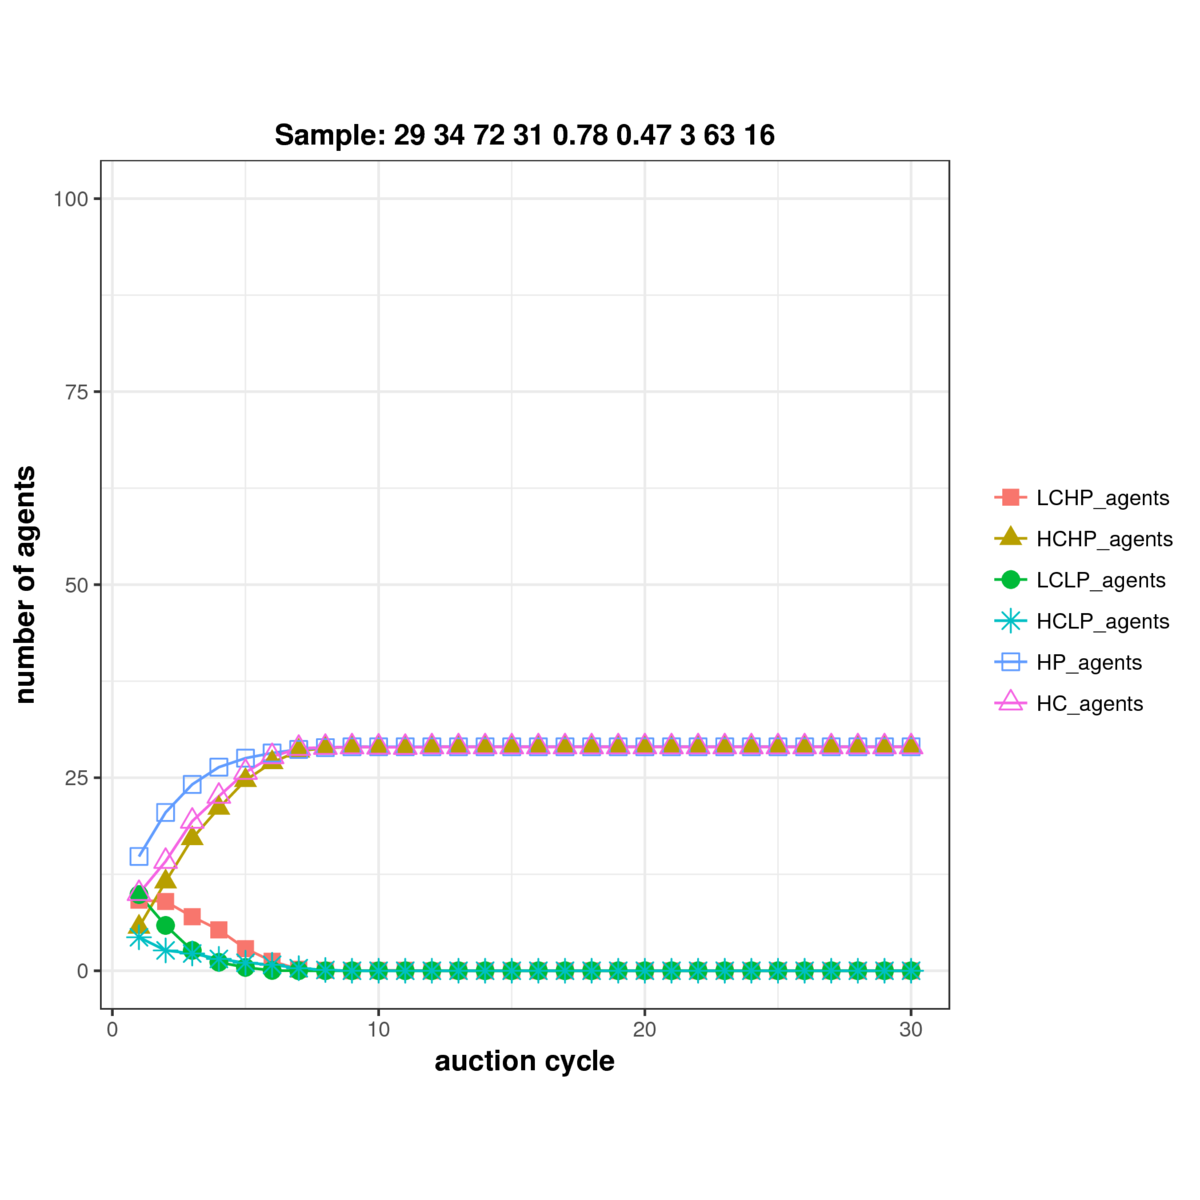 Sample: 29 34 72 31 0.78 0.47 3 63 16
100
75
50
25
0
number of agents
0 10 20 30
auction cycle
LCHP_agents
HCHP_agents
LCLP_agents
HCLP_agents
HP_agents
HC_agents